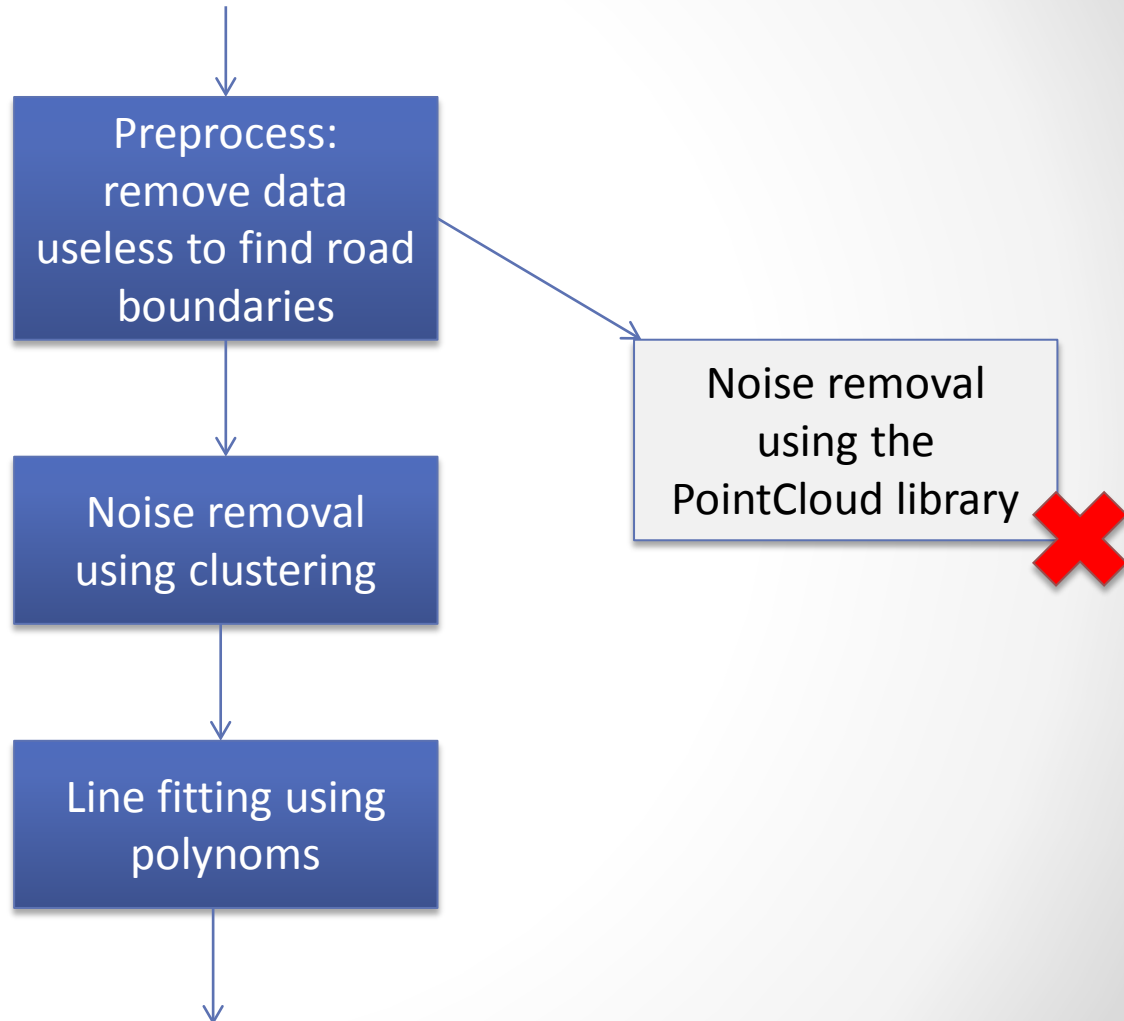 Preprocess:
remove data
useless to find road
boundaries
Noise removal
using the
PointCloud library
Noise removal
using clustering
Line fitting using
polynoms